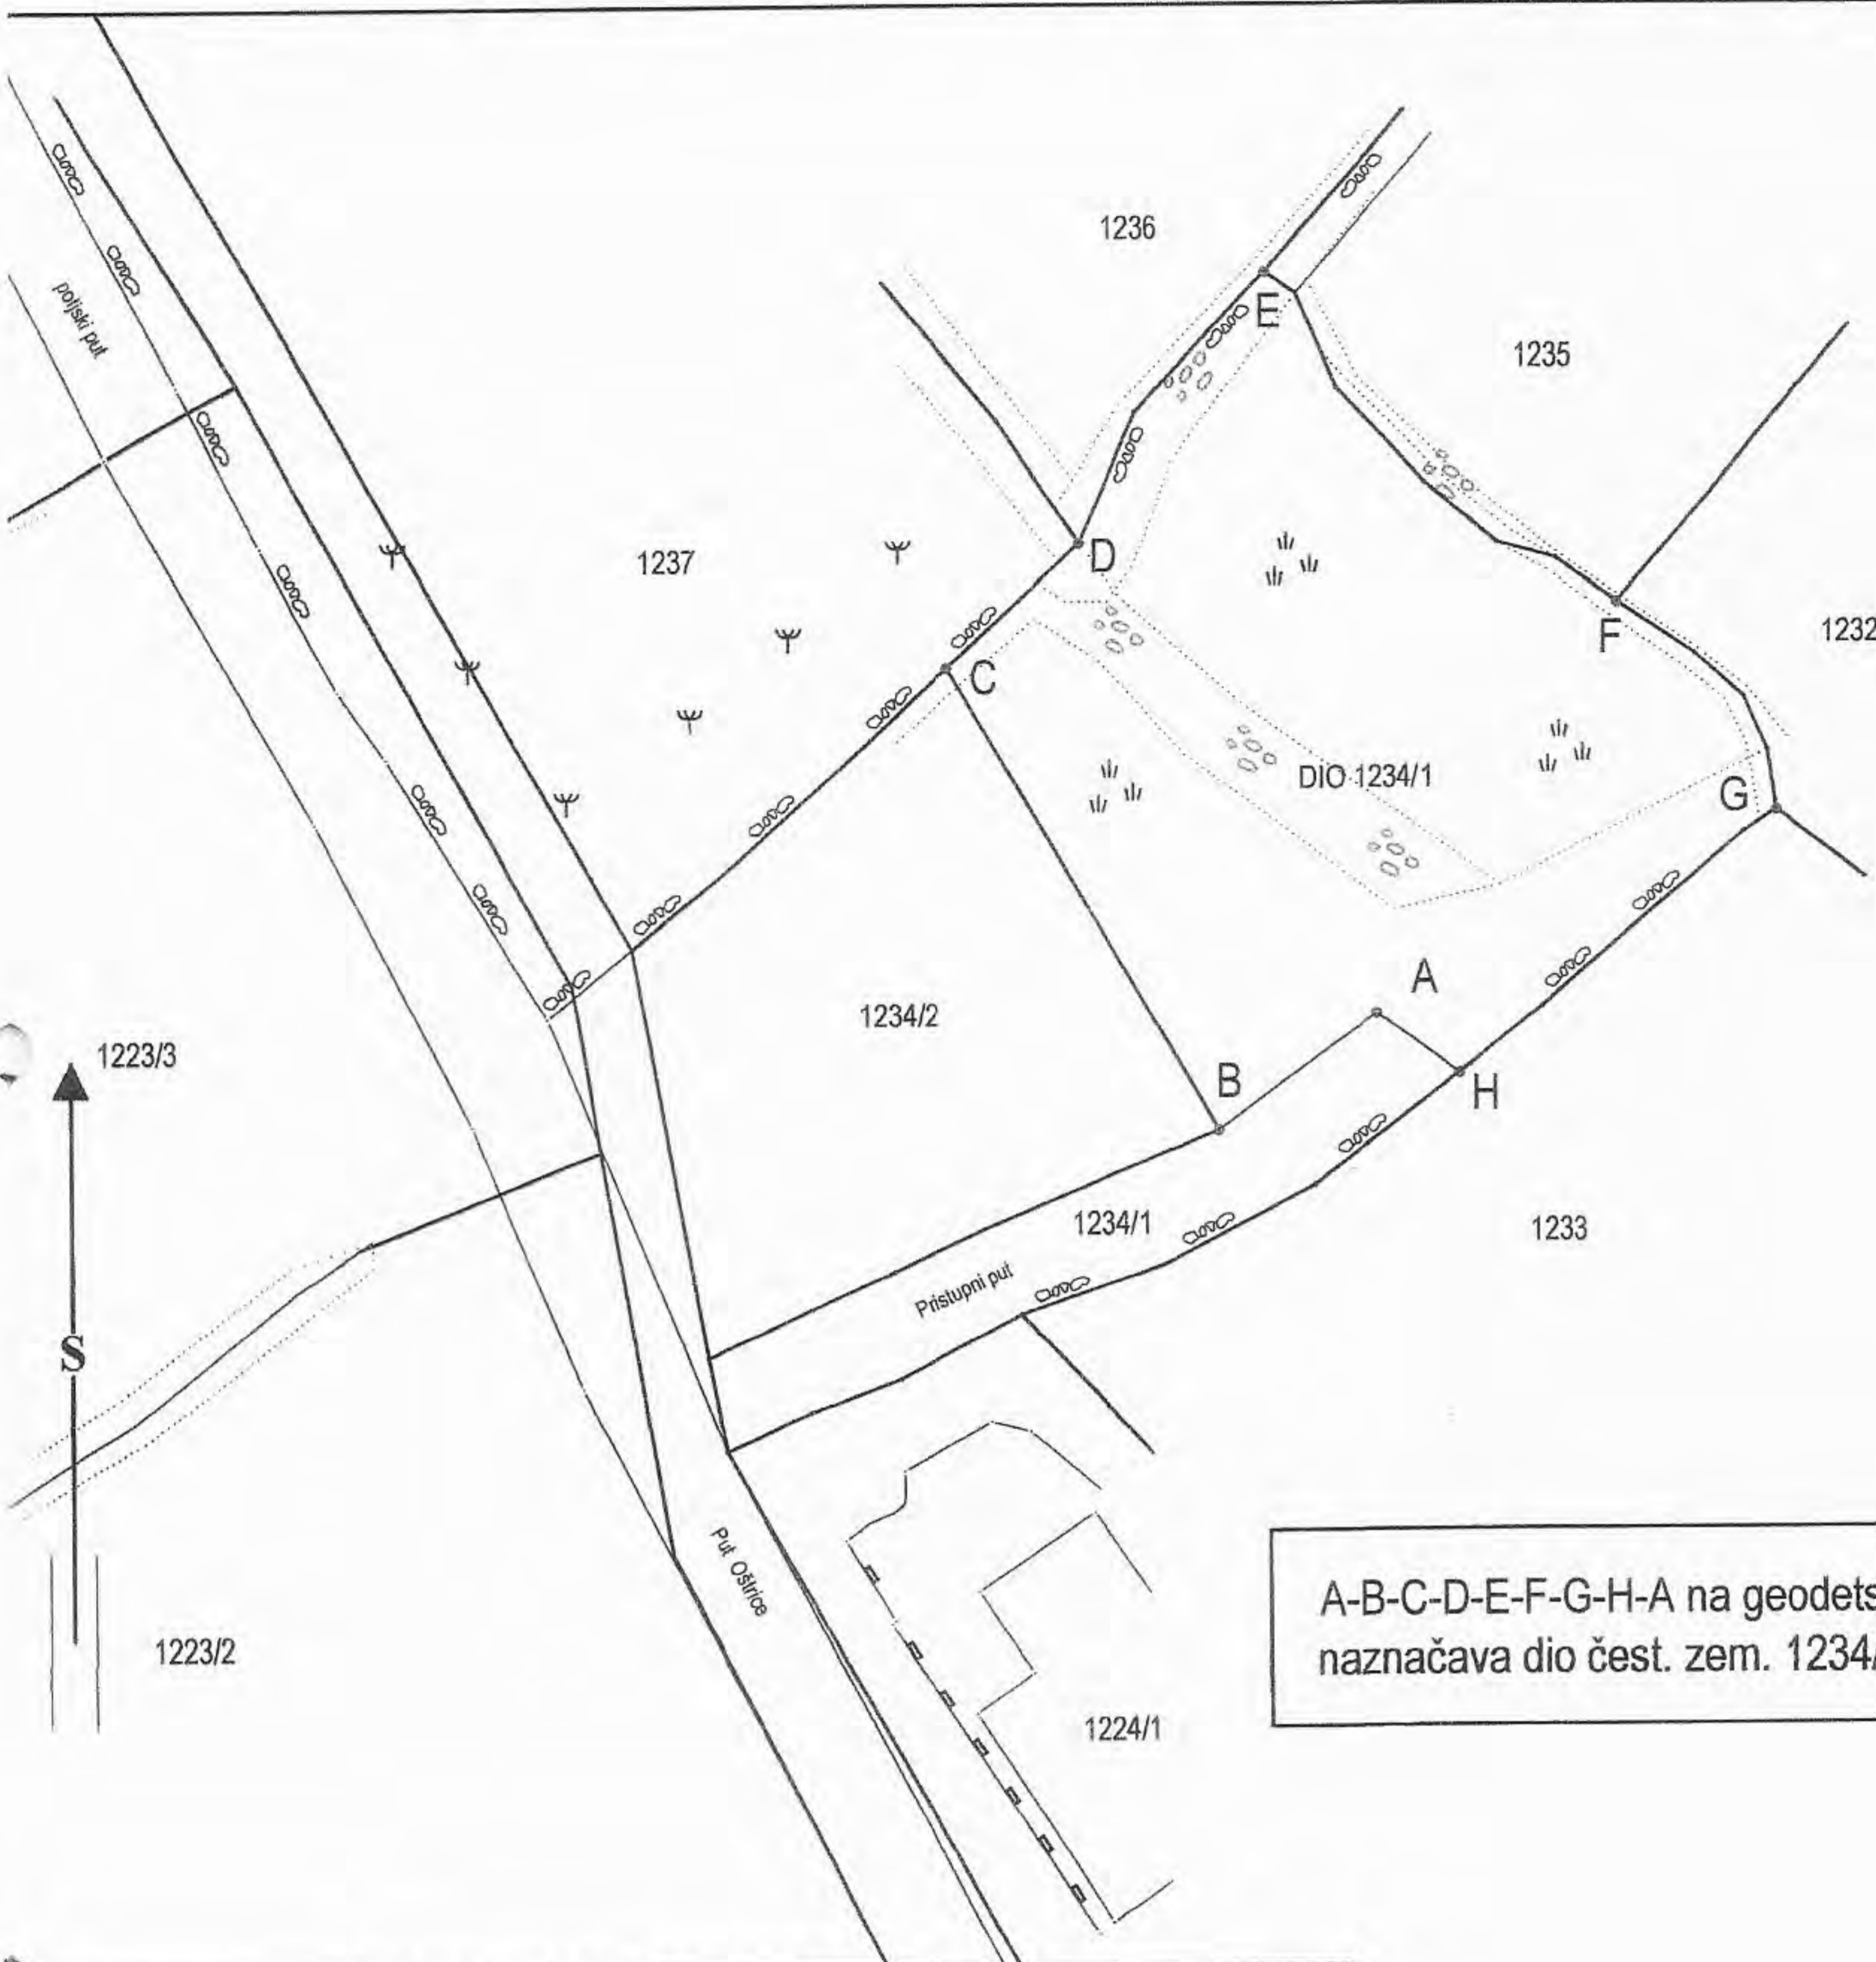 1236
E
poljski put
1235
D
1237
F
1232
C
DIO 1234/1
G
A
1234/2
1223/3
B
H
1234/1
1233
Pristupni put
S
Put Oštrice
A-B-C-D-E-F-G-H-A na geodets
naznačava dio čest. zem. 1234/
1223/2
1224/1